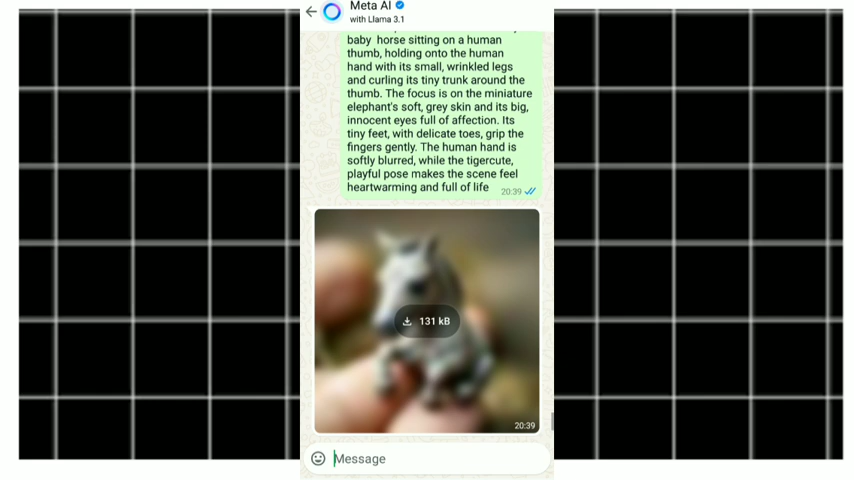 Meta AI
with Llama 3.1
baby horse sitting on a human
thumb, holding onto the human
hand with its small, wrinkled legs
and curling its tiny trunk around the
thumb. The focus is on the miniature
elephant's soft, grey skin and its big,
innocent eyes full of affection. Its
tiny feet, with delicate toes, grip the
fingers gently. The human hand is
softly blurred, while the tigercute,
playful pose makes the scene feel
heartwarming and full of life
20:39
131 kB
20:39
Message